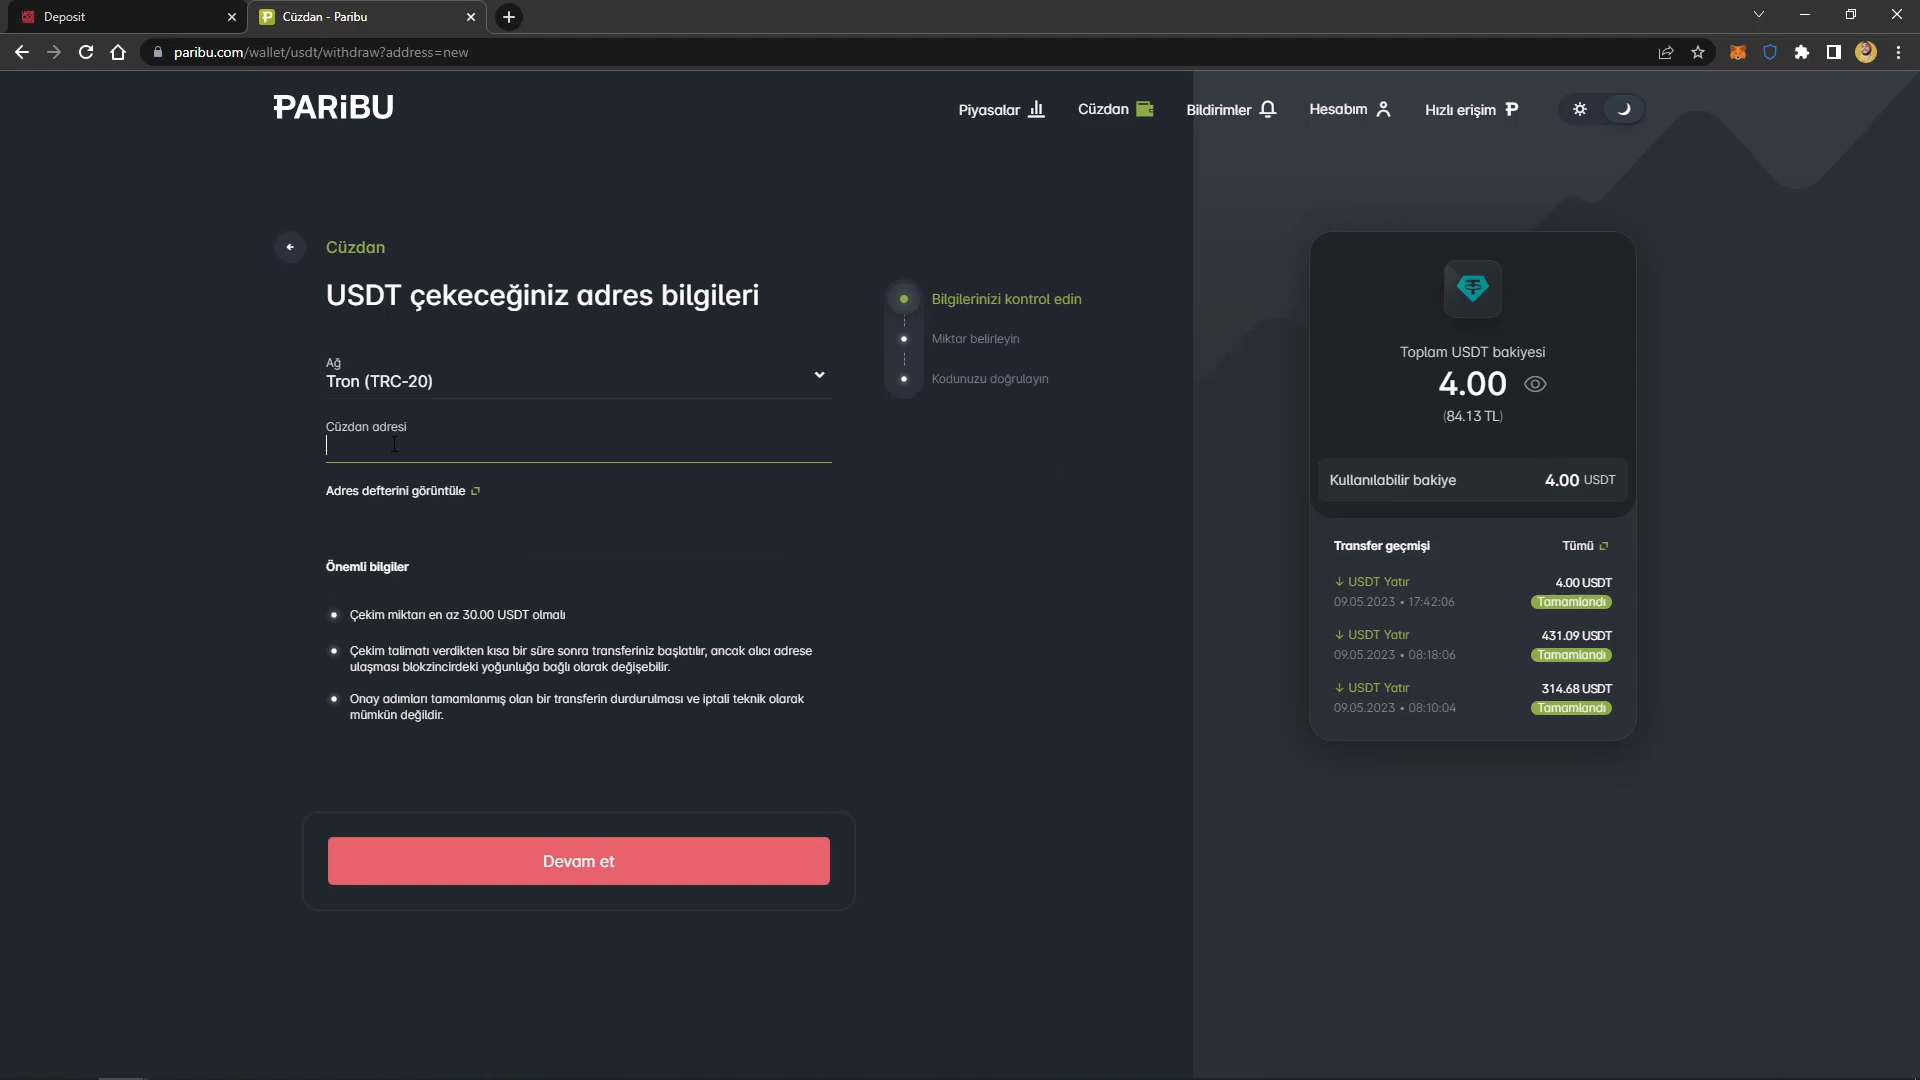 Deposit
Cüzdan - Paribu
paribu.com/wallet/usdt/withdraw?address=new
PARiBU
Piyasalar
Cüzdan
Bildirimler
Hesabım
Hızlı erişim
Cüzdan
USDT çekeceğiniz adres bilgileri
Ağ
Tron (TRC-20)
Cüzdan adresi
Adres defterini görüntüle
Önemli bilgiler
Çekim miktarı en az 30.00 USDT olmalı
Çekim talimatı verdikten kısa bir süre sonra transferiniz başlatılır, ancak alıcı adrese
ulaşması blokzincirdeki yoğunluğa bağlı olarak değişebilir.
Onay adımları tamamlanmış olan bir transferin durdurulması ve iptali teknik olarak
mümkün değildir.
Devam et
Bilgilerinizi kontrol edin
Miktar belirleyin
Kodunuzu doğrulayın
Toplam USDT bakiyesi
4.00
(84.13 TL)
Kullanılabilir bakiye 4.00 USDT
Transfer geçmişi Tümü
USDT Yatır 4.00 USDT
09.05.2023 • 17:42:06 Tamamlandı
USDT Yatır 431.09 USDT
09.05.2023 • 08:18:06 Tamamlandı
USDT Yatır 314.68 USDT
09.05.2023 • 08:10:04 Tamamlandı